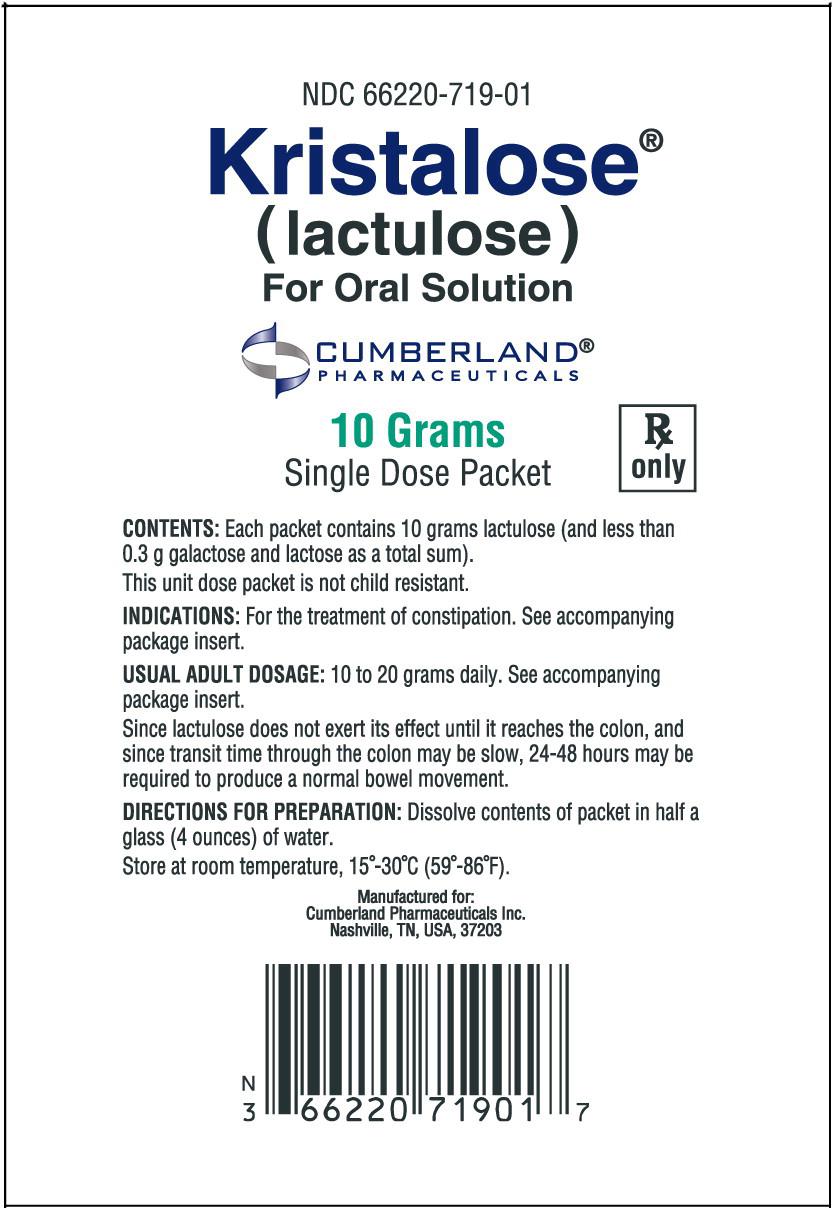 NDC 66220-719-01
Kristalose®
(lactulose)
For Oral Solution
CUMBERLAND®
PHARMACEUTICALS
10 Grams
Single Dose Packet
Rx
only
CONTENTS: Each packet contains 10 grams lactulose (and less than
0.3 g galactose and lactose as a total sum).
This unit dose packet is not child resistant.
INDICATIONS: For the treatment of constipation. See accompanying
package insert.
USUAL ADULT DOSAGE: 10 to 20 grams daily. See accompanying
package insert.
Since lactulose does not exert its effect until it reaches the colon, and
since transit time through the colon may be slow, 24-48 hours may be
required to produce a normal bowel movement.
DIRECTIONS FOR PREPARATION: Dissolve contents of packet in half a
glass (4 ounces) of water.
Store at room temperature, 15°-30°C (59°-86°F).
Manufactured for:
Cumberland Pharmaceuticals Inc.
Nashville, TN, USA, 37203
N
3 66220 71901 7